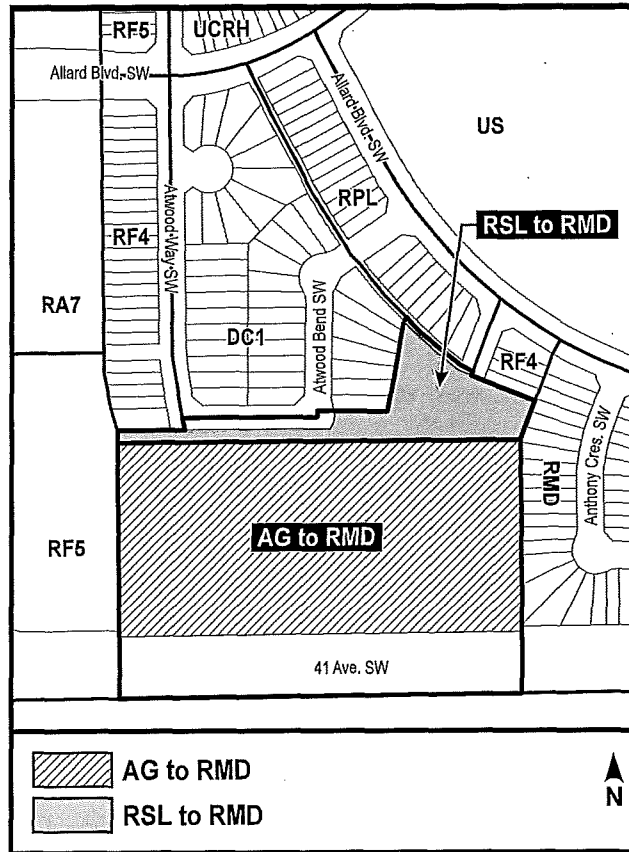 RF5
UCRH
Allard Blvd. SW
Allard Blvd. SW
US
RPL
RSL to RMD
Atwood Way SW
RF4
RA7
DC1
Atwood Bend SW
RF4
RMD
Anthony Cres. SW
AG to RMD
RF5
41 Ave. SW
AG to RMD
RSL to RMD
N